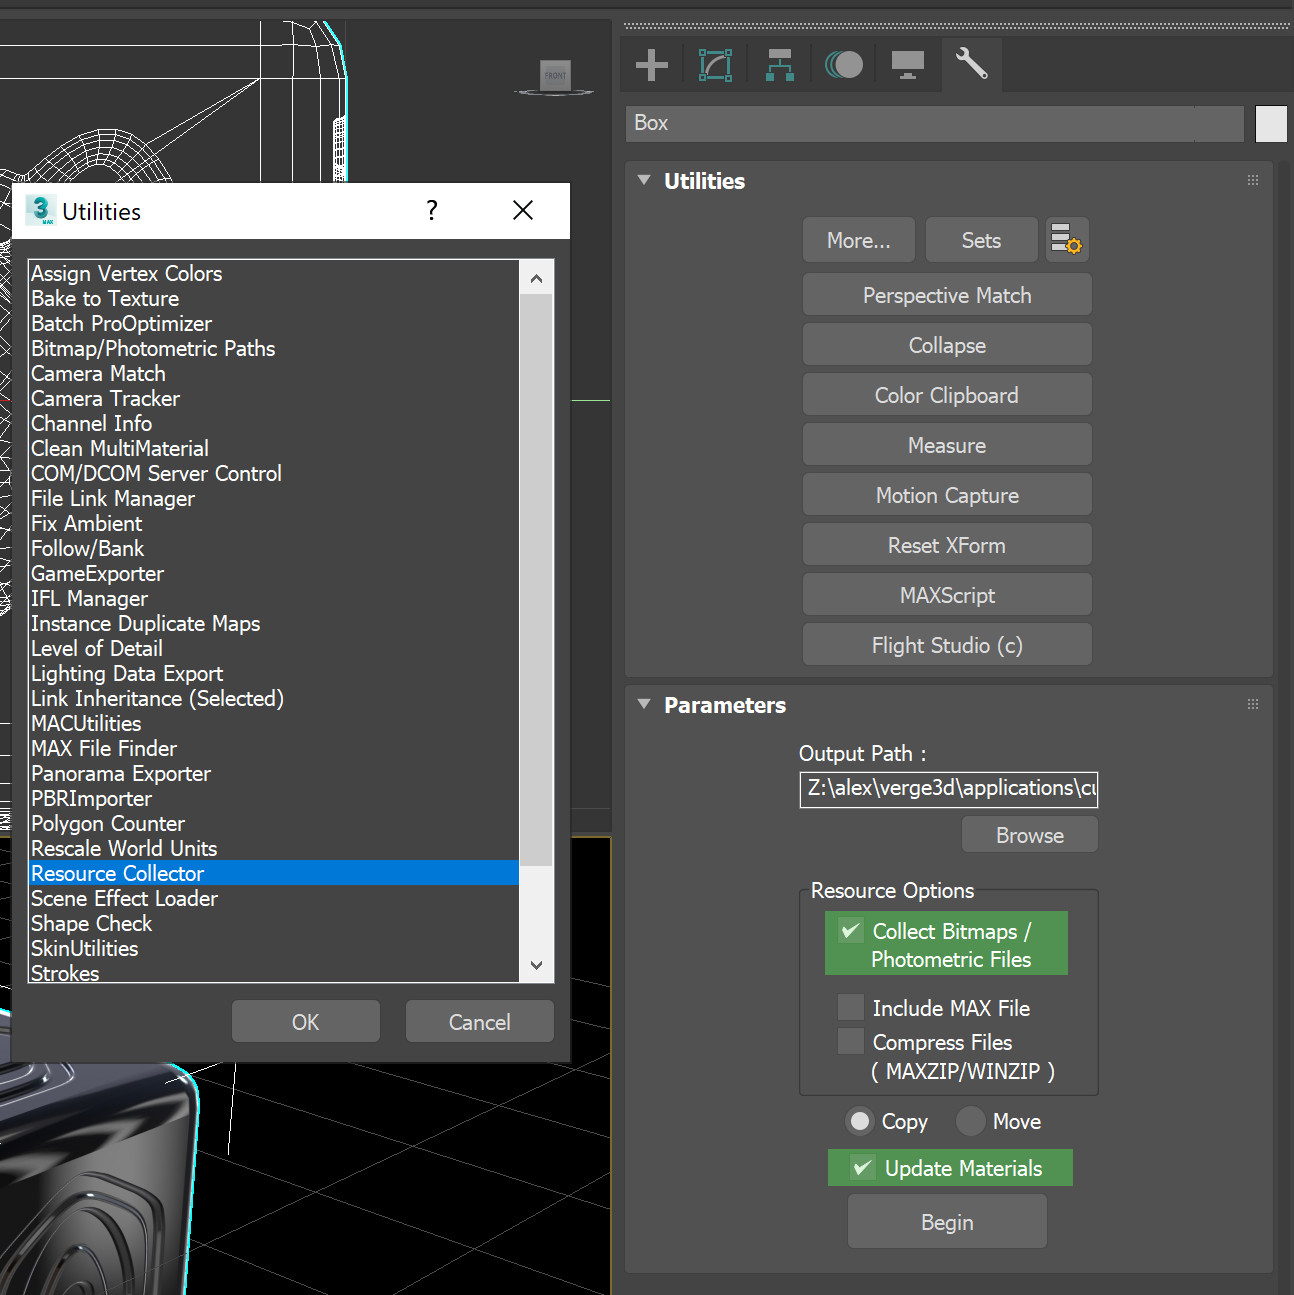 FRONT
Box
Utilities
More...
Sets
Perspective Match
Collapse
Color Clipboard
Measure
Motion Capture
Reset XForm
MAXScript
Flight Studio (c)
Parameters
Output Path :
Z:\alex\verge3d\applications\cu
Browse
Resource Options
Collect Bitmaps /
Photometric Files
Include MAX File
Compress Files
( MAXZIP/WINZIP )
Copy
Move
Update Materials
Begin
3
MAX
Utilities
?
Assign Vertex Colors
Bake to Texture
Batch ProOptimizer
Bitmap/Photometric Paths
Camera Match
Camera Tracker
Channel Info
Clean MultiMaterial
COM/DCOM Server Control
File Link Manager
Fix Ambient
Follow/Bank
GameExporter
IFL Manager
Instance Duplicate Maps
Level of Detail
Lighting Data Export
Link Inheritance (Selected)
MACUtilities
MAX File Finder
Panorama Exporter
PBRImporter
Polygon Counter
Rescale World Units
Resource Collector
Scene Effect Loader
Shape Check
SkinUtilities
Strokes
OK
Cancel